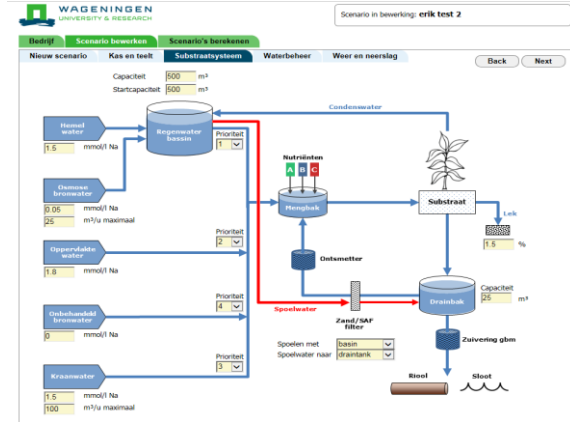 WAGENINGEN
UNIVERSITY & RESEARCH
Scenario in bewerking: erik test 2
Bedrijf Scenario bewerken Scenario's berekenen
Nieuw scenario Kas en teelt Substraatsysteem Waterbeheer Weer en neerslag
Back Next
Capaciteit 500 m³
Startcapaciteit 500 m³
Condenswater
Hemel
water
1.5 mmol/l Na
Regenwater
bassin
Prioriteit
1
Nutriënten
A B C
Osmose
bronwater
0.05 mmol/l Na
25 m³/u maximaal
Mengbak
Substraat
Lek
1.5 %
Oppervlakte
water
1.8 mmol/l Na
Prioriteit
2
Ontsmetter
Onbehandeld
bronwater
0 mmol/l Na
Prioriteit
4
Spoelwater
Zand/SAF
filter
Drainbak
Capaciteit
25 m³
Zuivering gbm
Spoelen met basin
Spoelwater naar draintank
Kraanwater
1.5 mmol/l Na
100 m³/u maximaal
Prioriteit
3
Riool Sloot